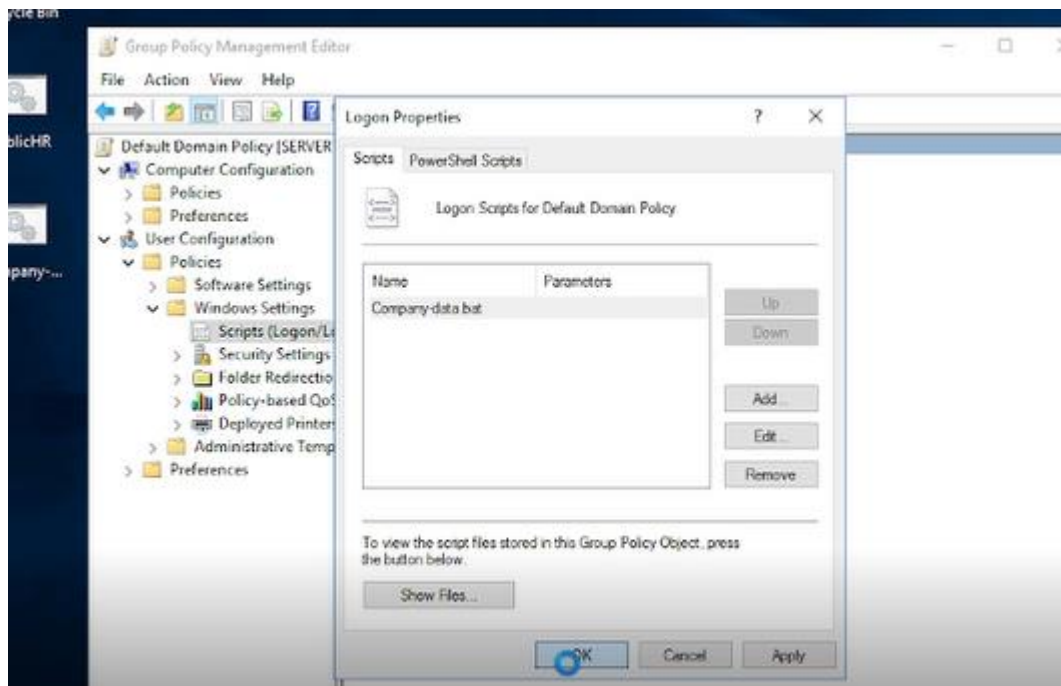 ycle Bin
Group Policy Management Editor
File Action View Help
blicHR
pany-...
Default Domain Policy [SERVER
Computer Configuration
Policies
Preferences
User Configuration
Policies
Software Settings
Windows Settings
Scripts (Logon/Lo
Security Settings
Folder Redirectio
Policy-based QoS
Deployed Printer
Administrative Temp
Preferences
Logon Properties
?
Scripts PowerShell Scripts
Logon Scripts for Default Domain Policy
Name Parameters
Company-data bat
Up
Down
Add...
Edit...
Remove
To view the script files stored in this Group Policy Object, press
the button below.
Show Files...
OK Cancel Apply